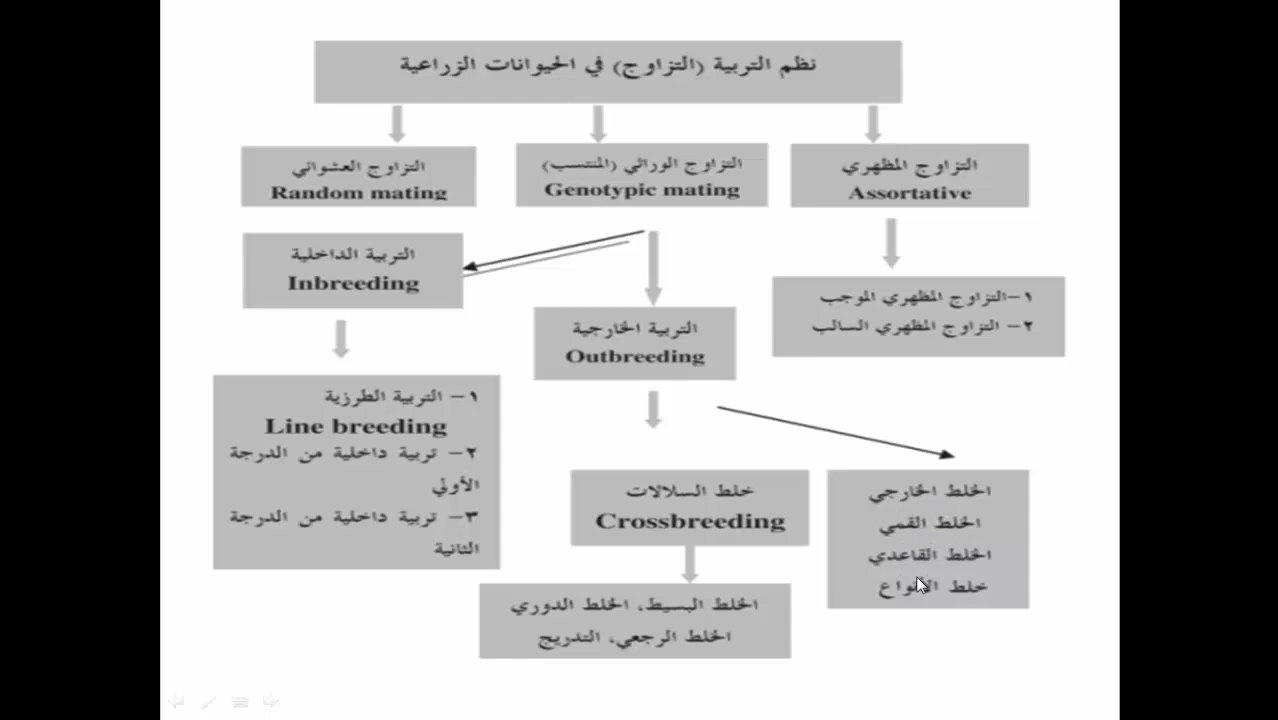 نظم التربية (التزاوج) في الحيوانات الزراعية
التزاوج المظهري
Assortative
التزاوج الوراثي (المنتسب)
Genotypic mating
التزاوج العشوائي
Random mating
١- التزاوج المظهري الموجب
٢- التزاوج المظهري السالب
التربية الداخلية
Inbreeding
التربية الخارجية
Outbreeding
١- التربية الطرزية
Line breeding
٢- تربية داخلية من الدرجة
الأولي
٣- تربية داخلية من الدرجة
الثانية
الخلط الخارجي
الخلط القمي
الخلط القاعدي
خلط الأنواع
خلط السلالات
Crossbreeding
الخلط البسيط، الخلط الدوري
الخلط الرجعي، التدريج